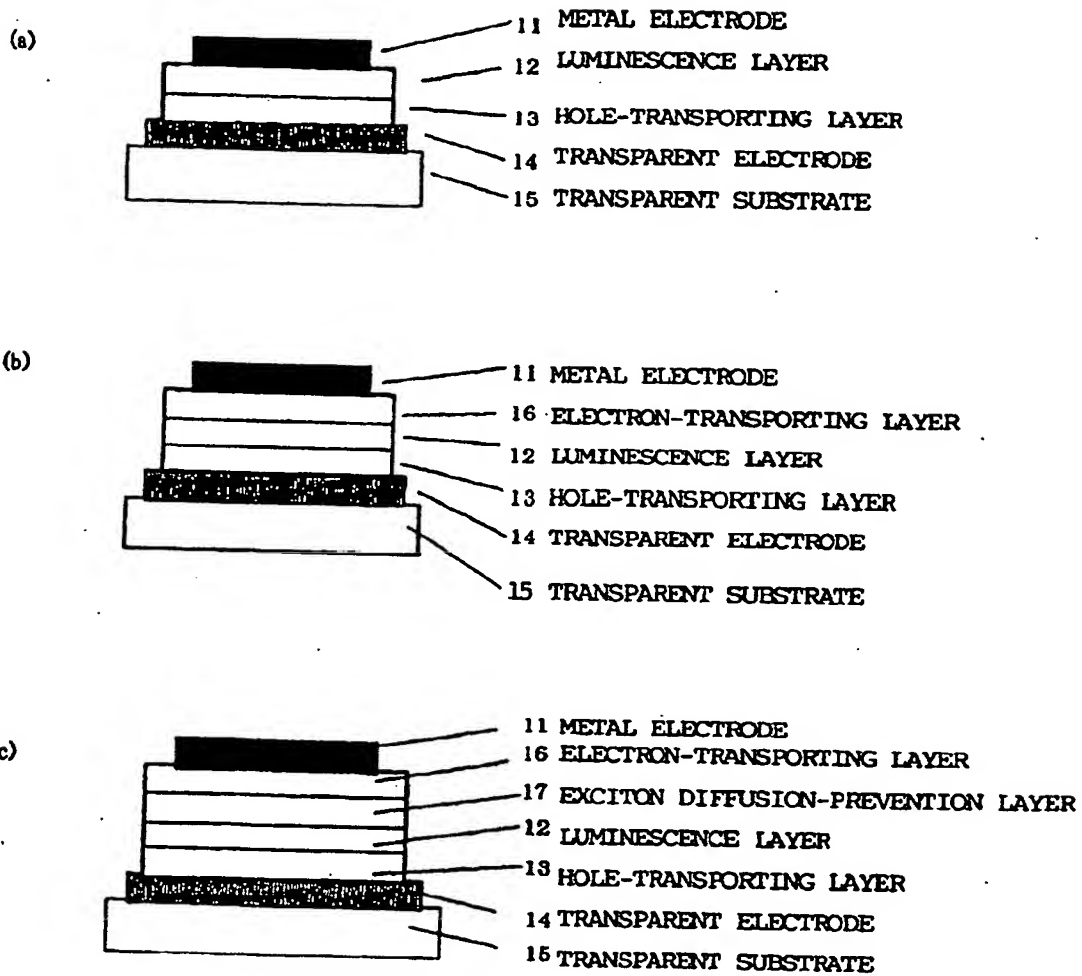 (a)
11 METAL ELECTRODE
12 LUMINESCENCE LAYER
13 HOLE-TRANSPORTING LAYER
14 TRANSPARENT ELECTRODE
15 TRANSPARENT SUBSTRATE
(b)
11 METAL ELECTRODE
16 ELECTRON-TRANSPORTING LAYER
12 LUMINESCENCE LAYER
13 HOLE-TRANSPORTING LAYER
14 TRANSPARENT ELECTRODE
15 TRANSPARENT SUBSTRATE
c)
11 METAL ELECTRODE
16 ELECTRON-TRANSPORTING LAYER
17 EXCITON DIFFUSION-PREVENTION LAYER
12 LUMINESCENCE LAYER
13 HOLE-TRANSPORTING LAYER
14 TRANSPARENT ELECTRODE
15 TRANSPARENT SUBSTRATE